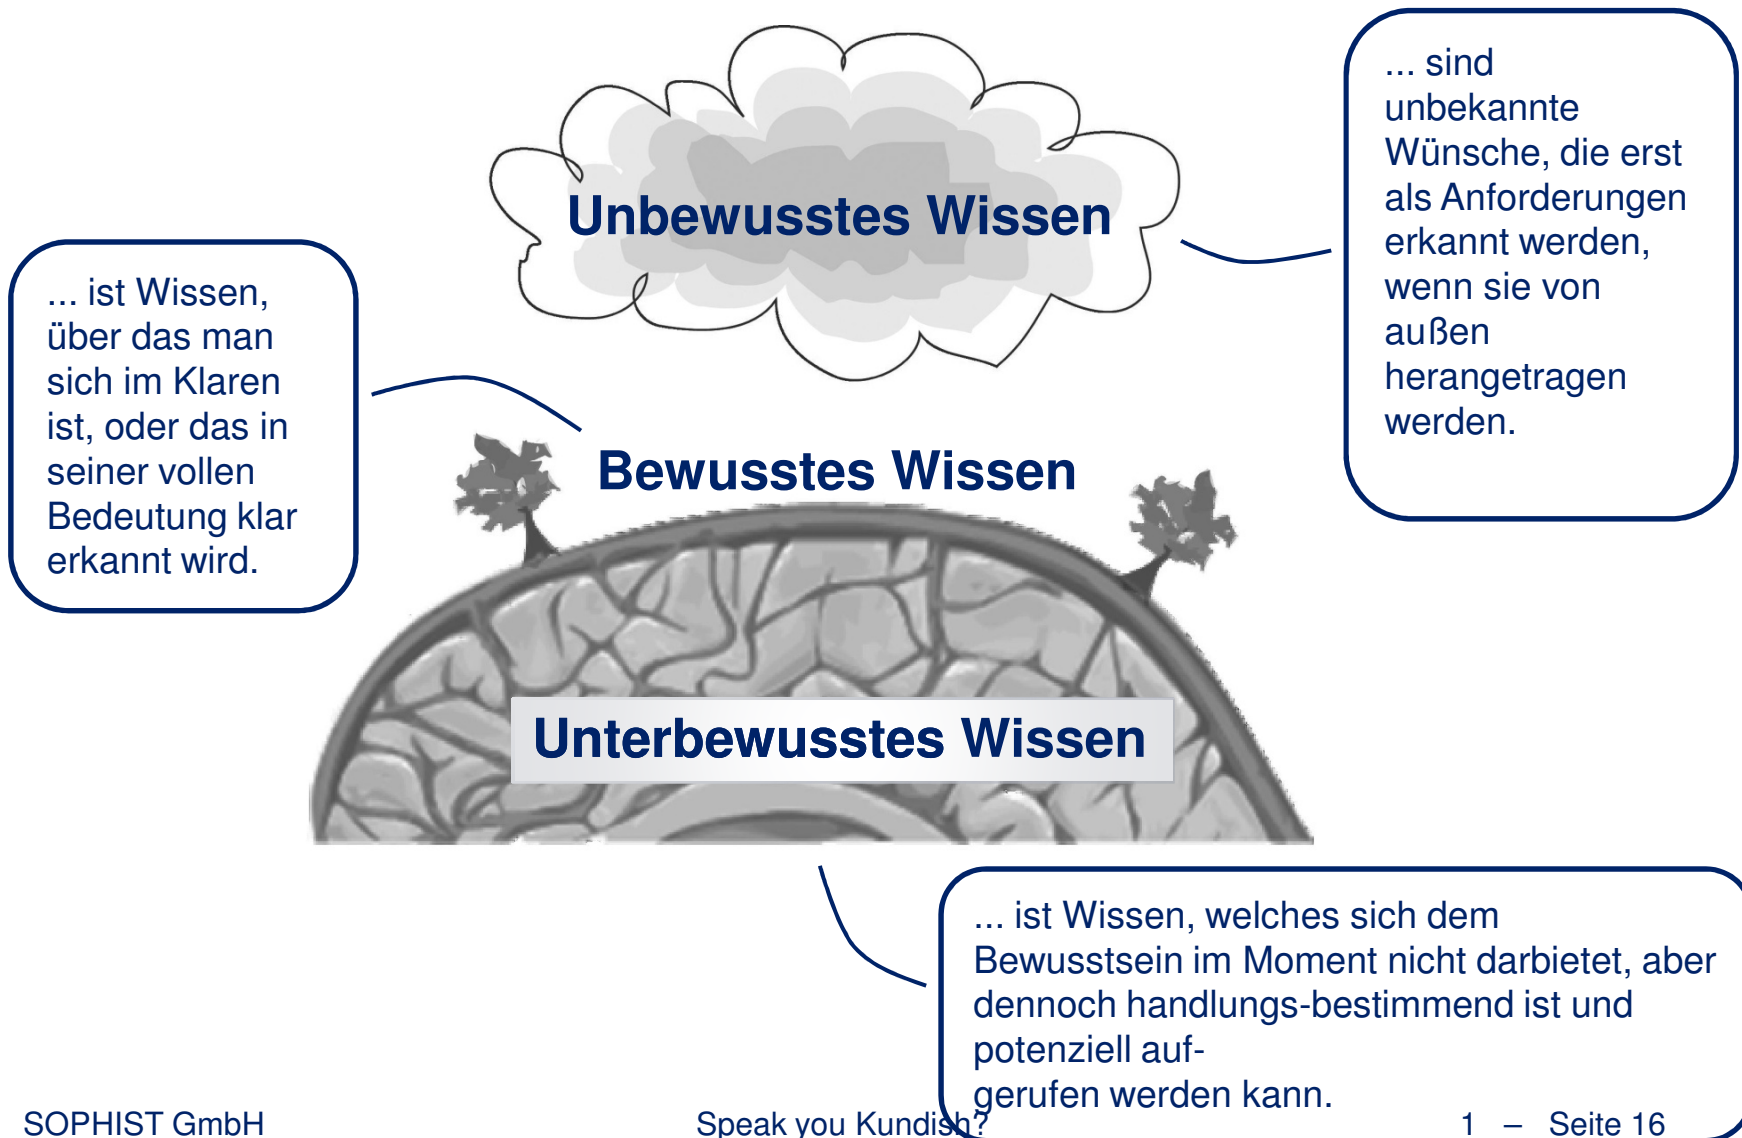 Unbewusstes Wissen
... sind
unbekannte
Wünsche, die erst
als Anforderungen
erkannt werden,
wenn sie von
außen
herangetragen
werden.
... ist Wissen,
über das man
sich im Klaren
ist, oder das in
seiner vollen
Bedeutung klar
erkannt wird.
Bewusstes Wissen
Unterbewusstes Wissen
... ist Wissen, welches sich dem
Bewusstsein im Moment nicht darbietet, aber
dennoch handlungs-bestimmend ist und
potenziell auf-
gerufen werden kann.
SOPHIST GmbH
Speak you Kundish?
1 – Seite 16